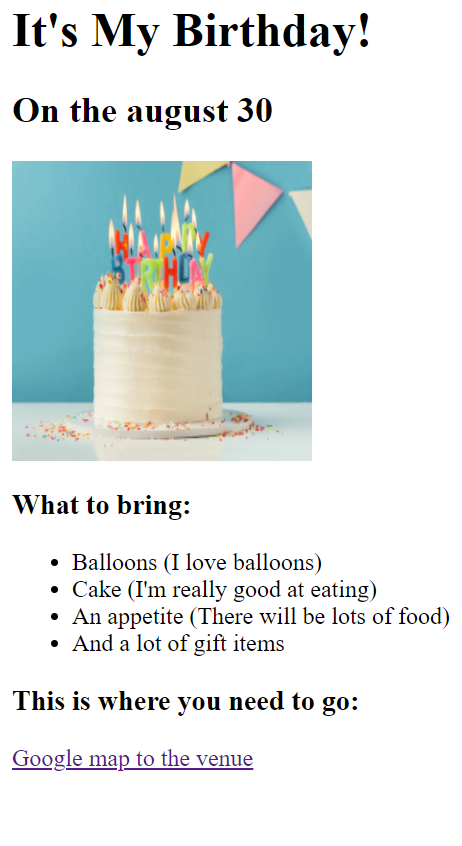 It's My Birthday!
On the august 30
HAPPY
BIRTHDAY
What to bring:
Balloons (I love balloons)
Cake (I'm really good at eating)
An appetite (There will be lots of food)
And a lot of gift items
This is where you need to go:
Google map to the venue